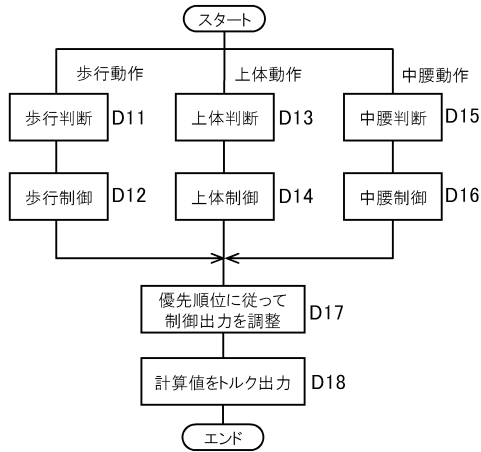 スタート
歩行動作
上体動作
中腰動作
歩行判断 D11
上体判断 D13
中腰判断 D15
歩行制御 D12
上体制御 D14
中腰制御 D16
優先順位に従って
制御出力を調整 D17
計算値をトルク出力 D18
エンド